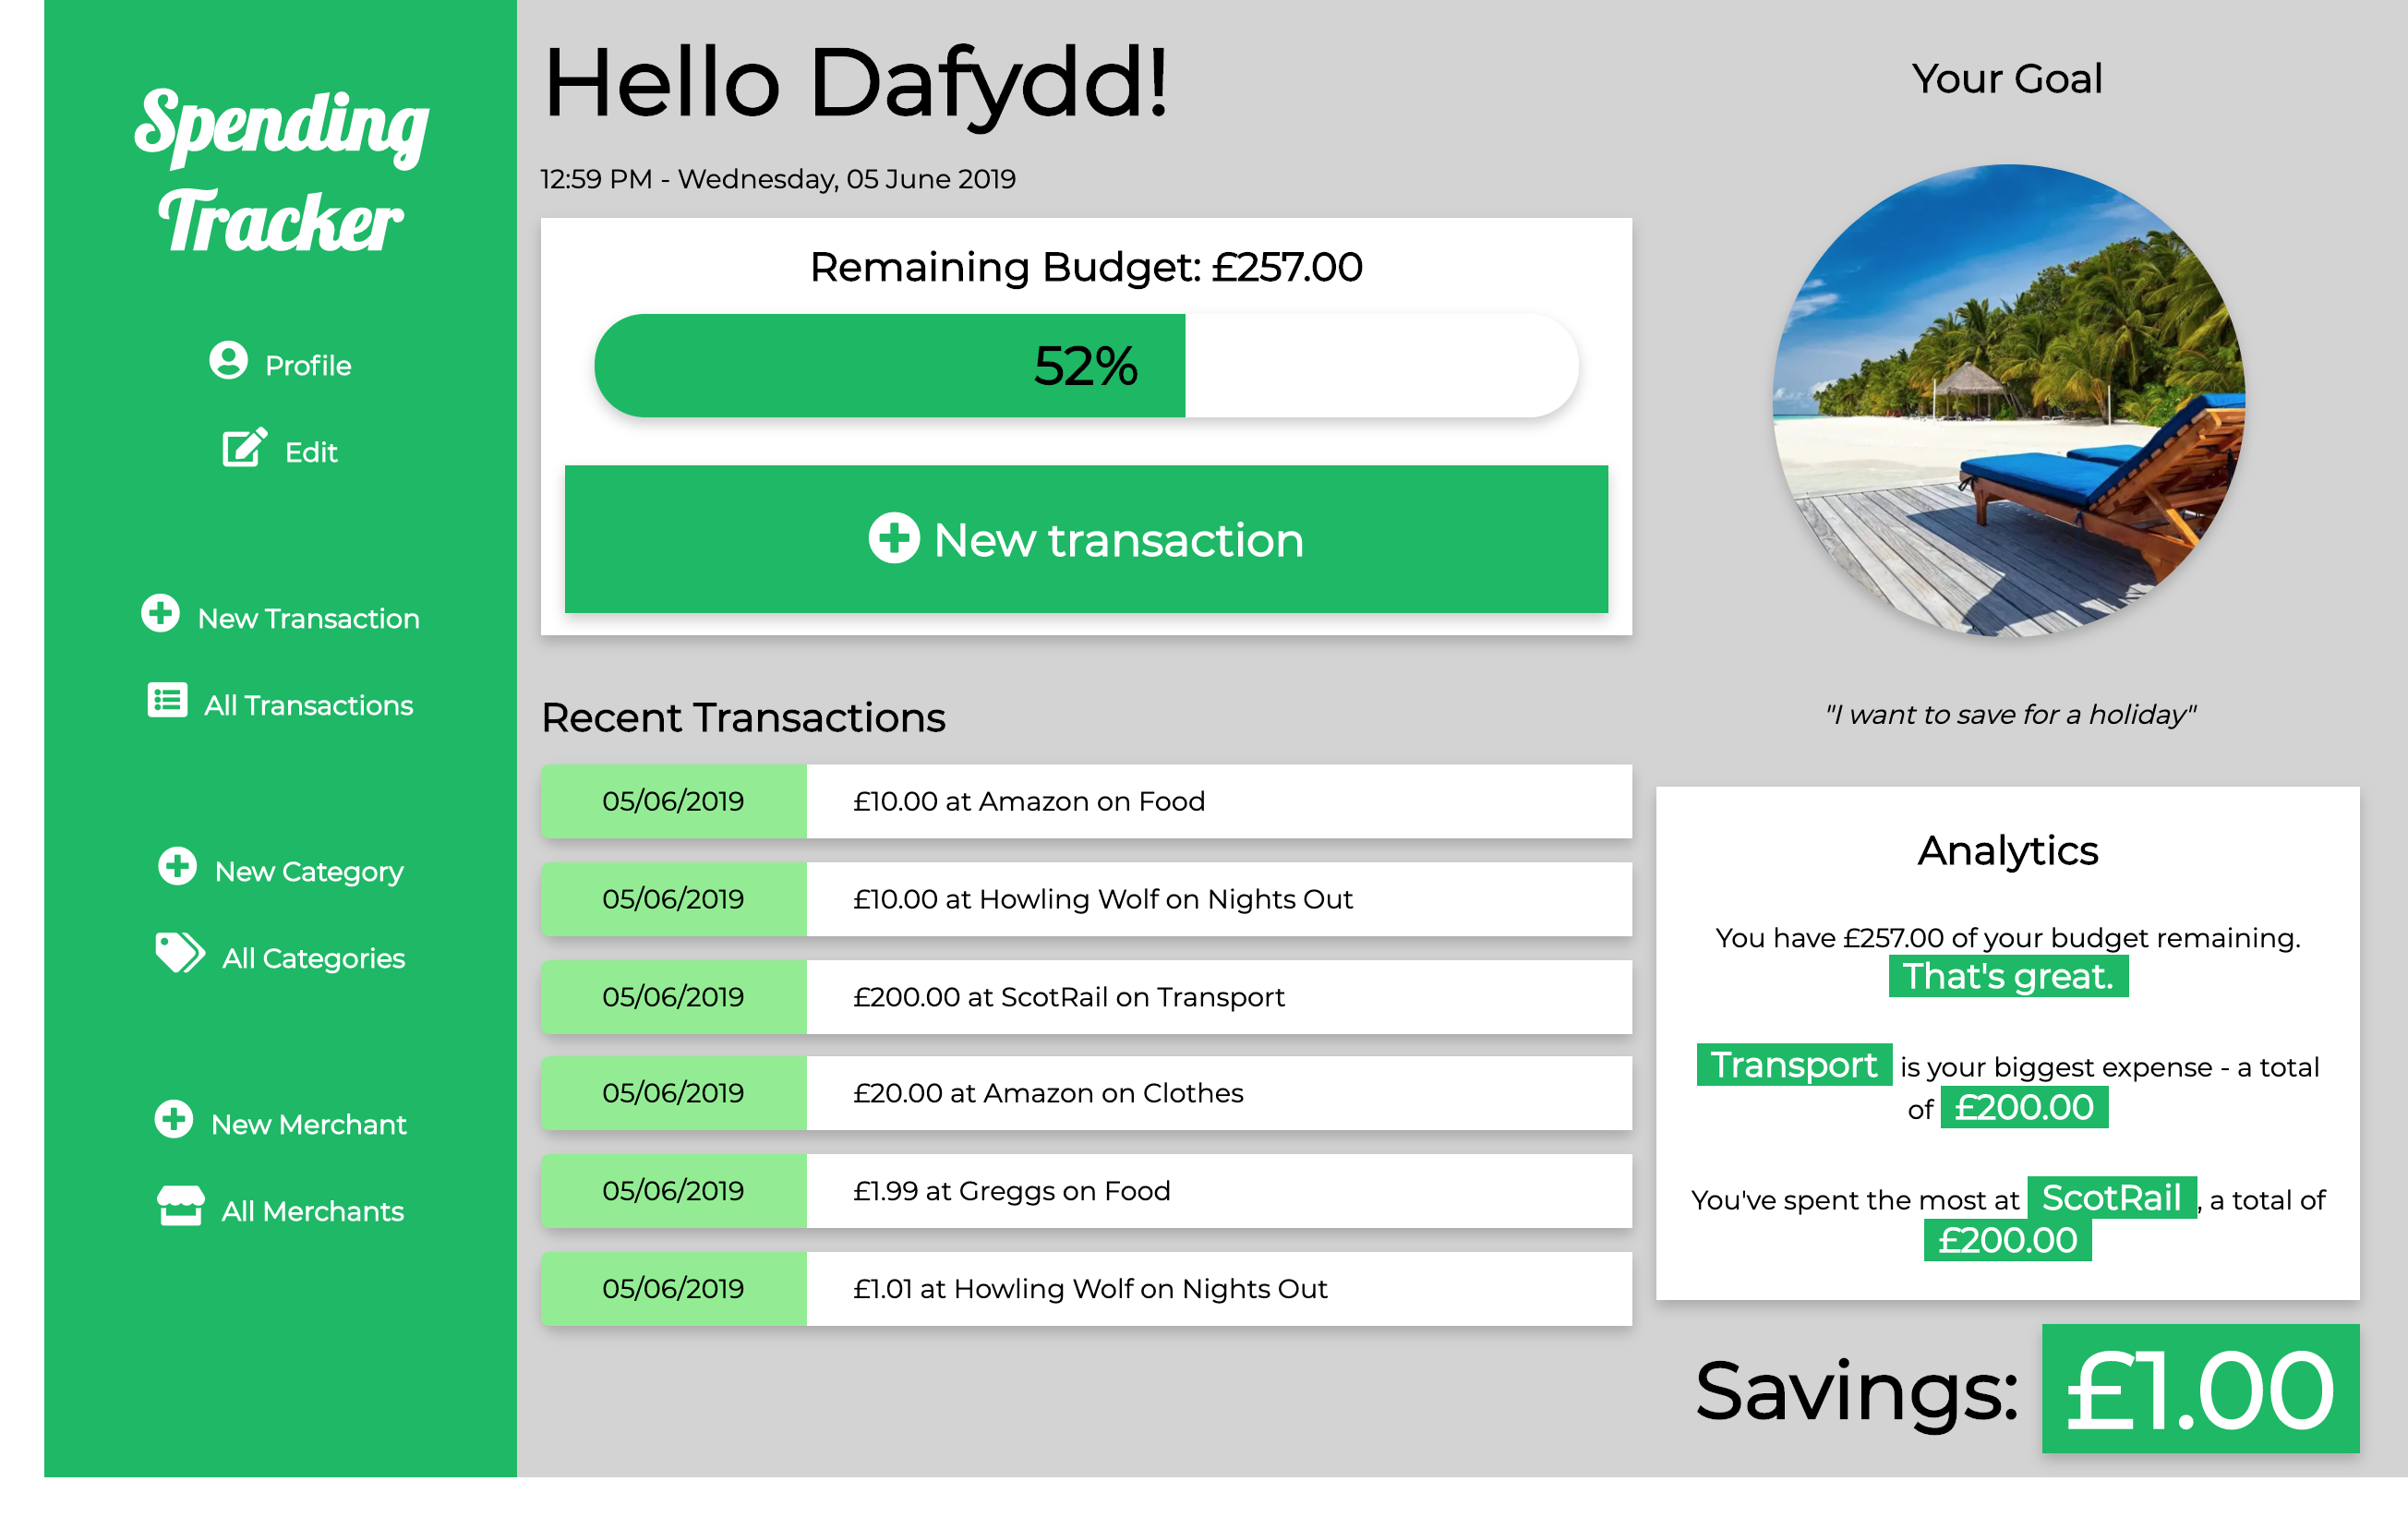 Spending
Tracker
Profile
Edit
New Transaction
All Transactions
New Category
All Categories
New Merchant
All Merchants
Hello Dafydd!
12:59 PM - Wednesday, 05 June 2019
Remaining Budget: £257.00
52%
New transaction
Recent Transactions
05/06/2019 £10.00 at Amazon on Food
05/06/2019 £10.00 at Howling Wolf on Nights Out
05/06/2019 £200.00 at ScotRail on Transport
05/06/2019 £20.00 at Amazon on Clothes
05/06/2019 £1.99 at Greggs on Food
05/06/2019 £1.01 at Howling Wolf on Nights Out
Your Goal
"I want to save for a holiday"
Analytics
You have £257.00 of your budget remaining.
That's great.
Transport is your biggest expense - a total
of £200.00
You've spent the most at ScotRail, a total of
£200.00
Savings: £1.00